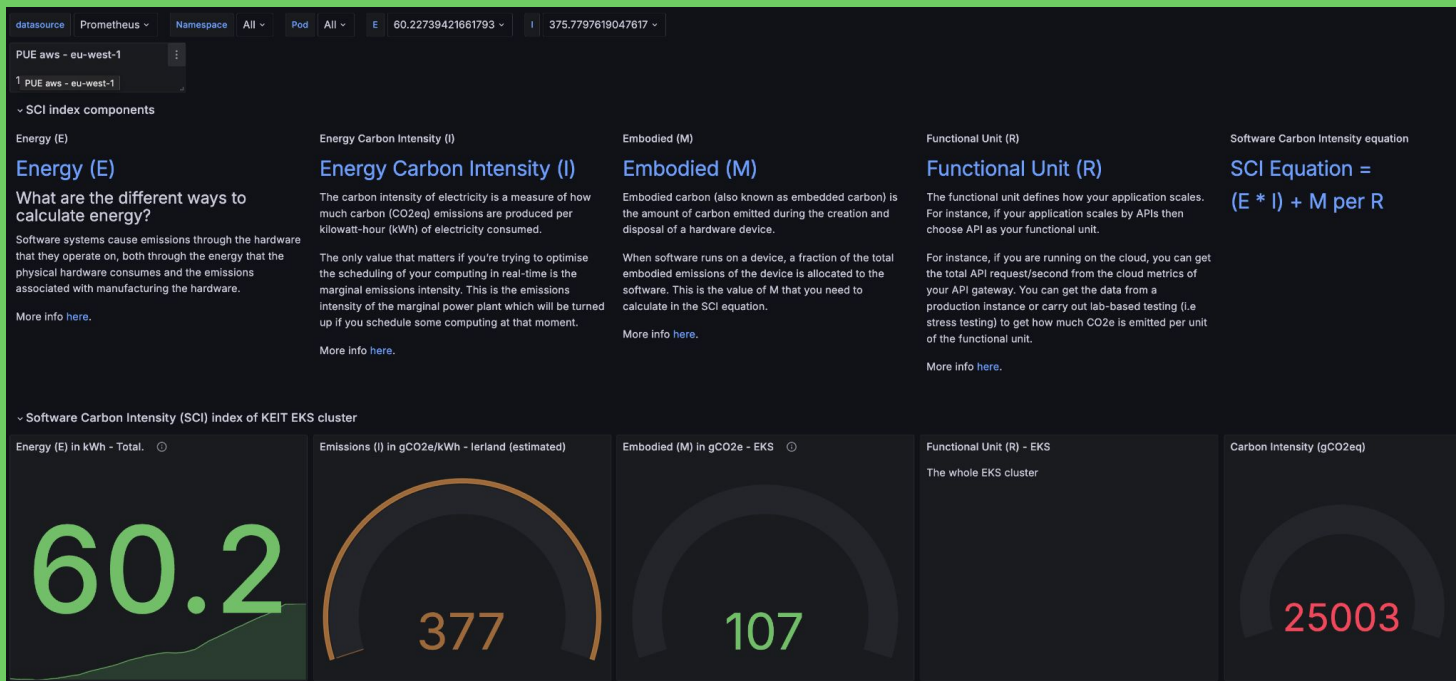 datasource Prometheus Namespace All Pod All E 60.22739421661793 I 375.7797619047617
PUE aws - eu-west-1
1 PUE aws - eu-west-1
SCI index components
Energy (E)
Energy (E)
What are the different ways to
calculate energy?
Software systems cause emissions through the hardware
that they operate on, both through the energy that the
physical hardware consumes and the emissions
associated with manufacturing the hardware.
More info here.
Energy Carbon Intensity (I)
Energy Carbon Intensity (I)
The carbon intensity of electricity is a measure of how
much carbon (CO2eq) emissions are produced per
kilowatt-hour (kWh) of electricity consumed.
The only value that matters if you're trying to optimise
the scheduling of your computing in real-time is the
marginal emissions intensity. This is the emissions
intensity of the marginal power plant which will be turned
up if you schedule some computing at that moment.
More info here.
Embodied (M)
Embodied (M)
Embodied carbon (also known as embedded carbon) is
the amount of carbon emitted during the creation and
disposal of a hardware device.
When software runs on a device, a fraction of the total
embodied emissions of the device is allocated to the
software. This is the value of M that you need to
calculate in the SCI equation.
More info here.
Functional Unit (R)
Functional Unit (R)
The functional unit defines how your application scales.
For instance, if your application scales by APIs then
choose API as your functional unit.
For instance, if you are running on the cloud, you can get
the total API request/second from the cloud metrics of
your API gateway. You can get the data from a
production instance or carry out lab-based testing (i.e
stress testing) to get how much CO2e is emitted per unit
of the functional unit.
More info here.
Software Carbon Intensity equation
SCI Equation =
(E * I) + M per R
Software Carbon Intensity (SCI) index of KEIT EKS cluster
Energy (E) in kWh - Total.
60.2
Emissions (I) in gCO2e/kWh - Ierland (estimated)
377
Embodied (M) in gCO2e - EKS
107
Functional Unit (R) - EKS
The whole EKS cluster
Carbon Intensity (gCO2eq)
25003